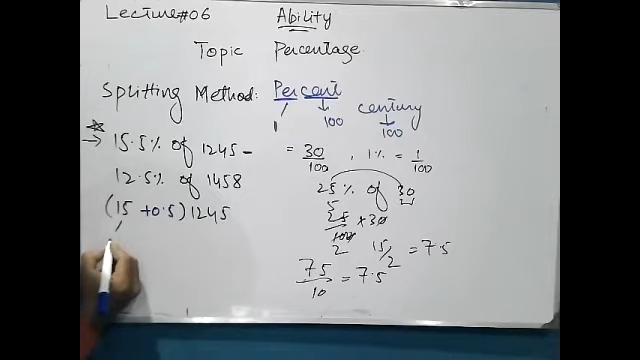 Lecture#06 Ability
Topic Percentage
Splitting Method: Percent
100
century
100
→ 15.5% of 1245 -
12.5% of 1458
(15 + 0.5) 1245
= 30/100 , 1% = 1/100
25% of 30
5
25/100 × 30
2
15/2 = 7.5
75/10 = 7.5